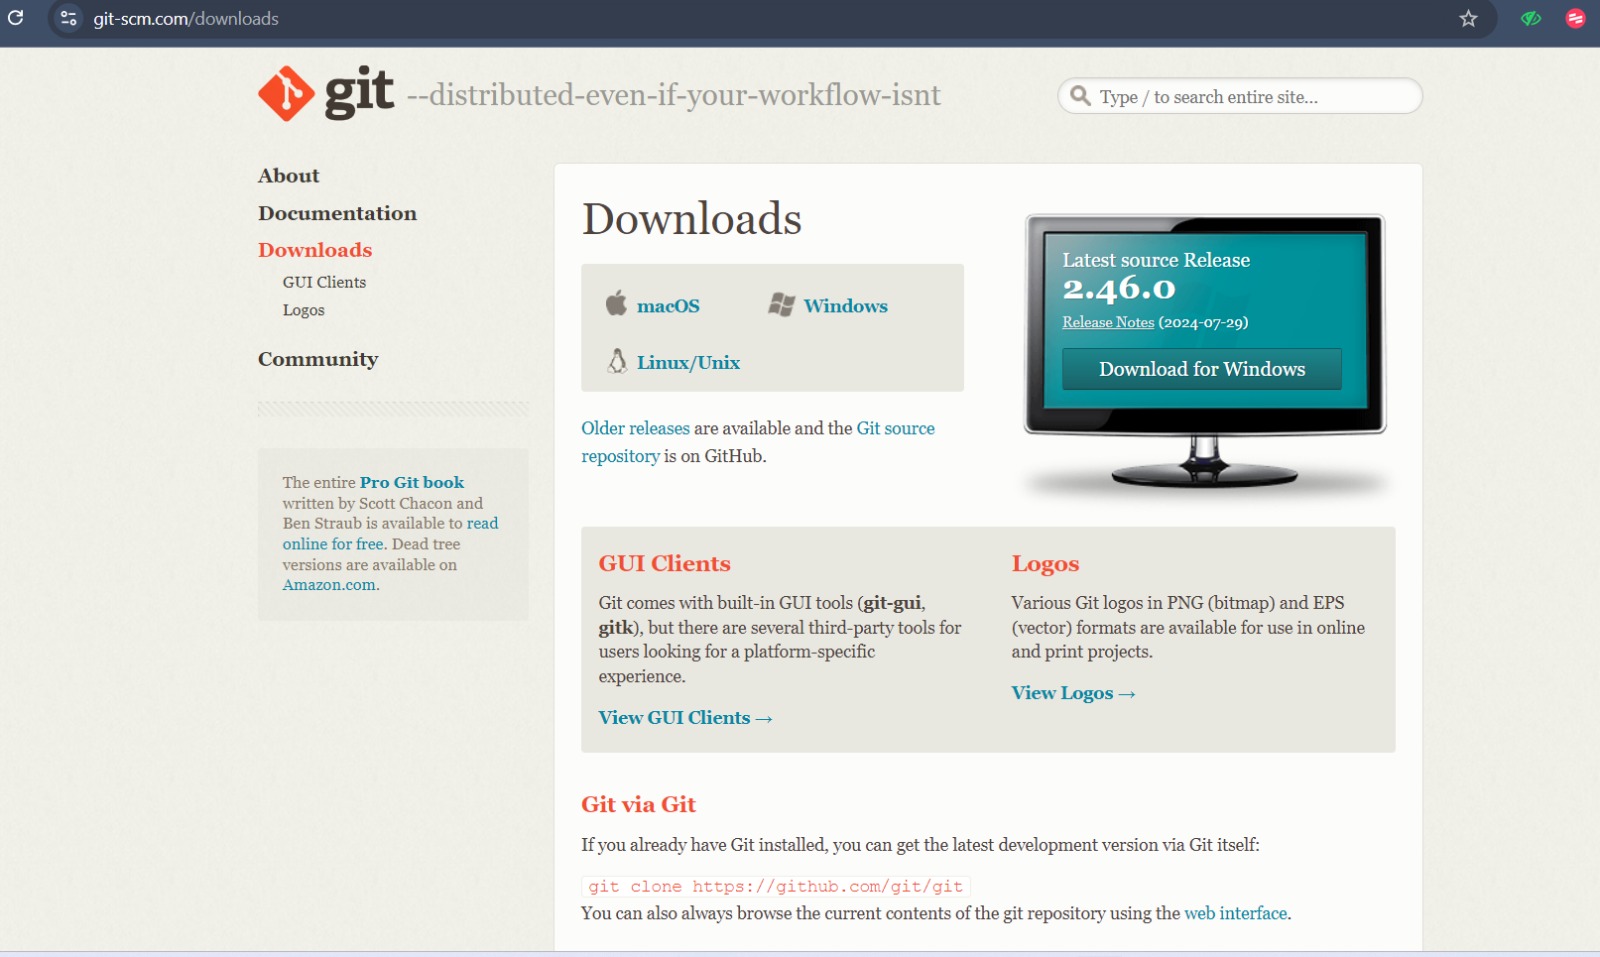 git-scm.com/downloads
git --distributed-even-if-your-workflow-isnt
Type / to search entire site...
About
Documentation
Downloads
GUI Clients
Logos
Community
The entire Pro Git book
written by Scott Chacon and
Ben Straub is available to read
online for free. Dead tree
versions are available on
Amazon.com.
Downloads
macOS
Windows
Linux/Unix
Older releases are available and the Git source
repository is on GitHub.
Latest source Release
2.46.0
Release Notes (2024-07-29)
Download for Windows
GUI Clients
Git comes with built-in GUI tools (git-gui,
gitk), but there are several third-party tools for
users looking for a platform-specific
experience.
View GUI Clients →
Logos
Various Git logos in PNG (bitmap) and EPS
(vector) formats are available for use in online
and print projects.
View Logos →
Git via Git
If you already have Git installed, you can get the latest development version via Git itself:
git clone https://github.com/git/git
You can also always browse the current contents of the git repository using the web interface.